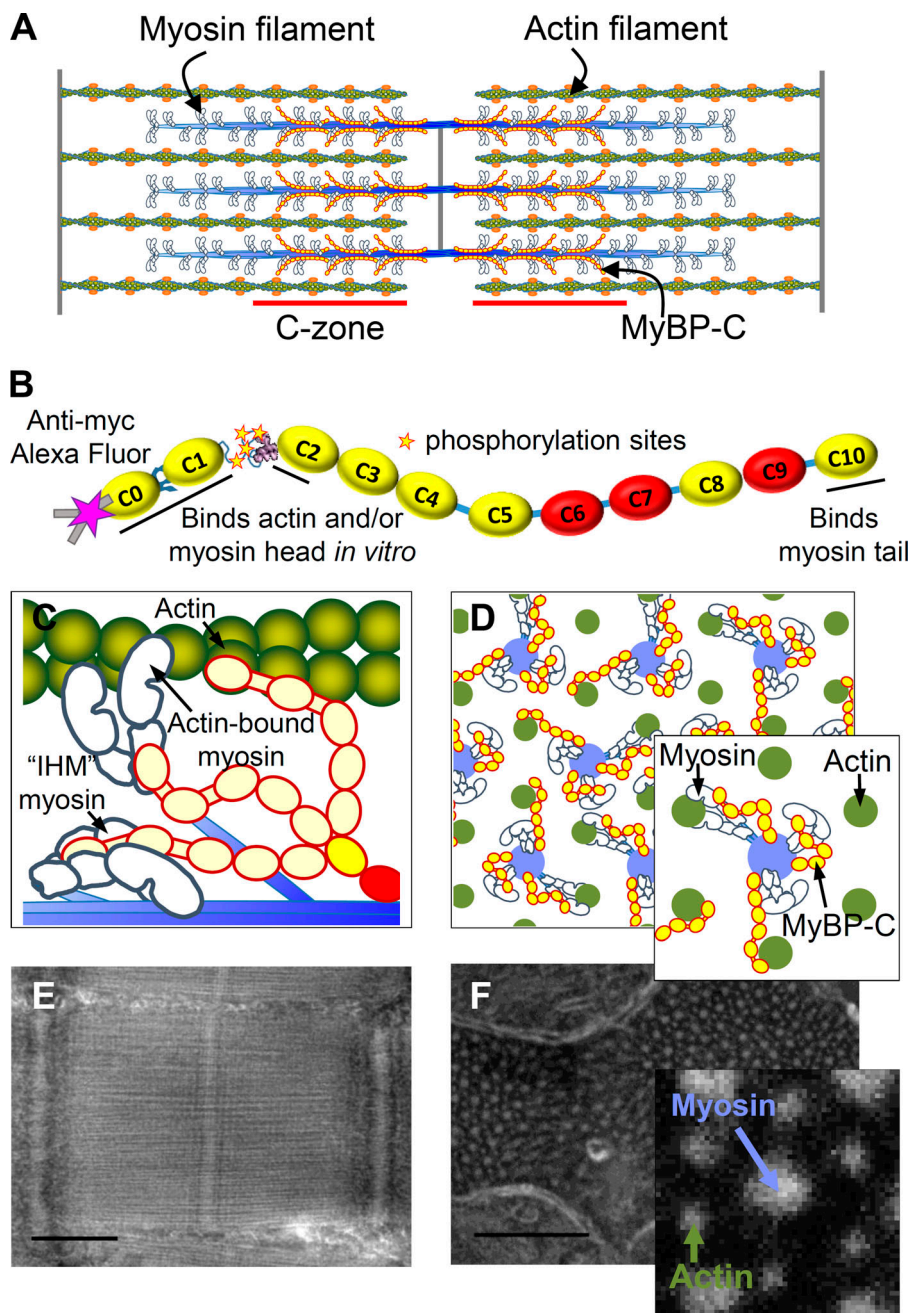 A
Myosin filament
Actin filament
C-zone
MyBP-C
B
Anti-myc
Alexa Fluor
C0
C1
C2
C3
C4
C5
C6
C7
C8
C9
C10
phosphorylation sites
Binds actin and/or
myosin head in vitro
Binds
myosin tail
C
Actin
Actin-bound
myosin
“IHM”
myosin
D
Myosin
Actin
MyBP-C
E
F
Myosin
Actin